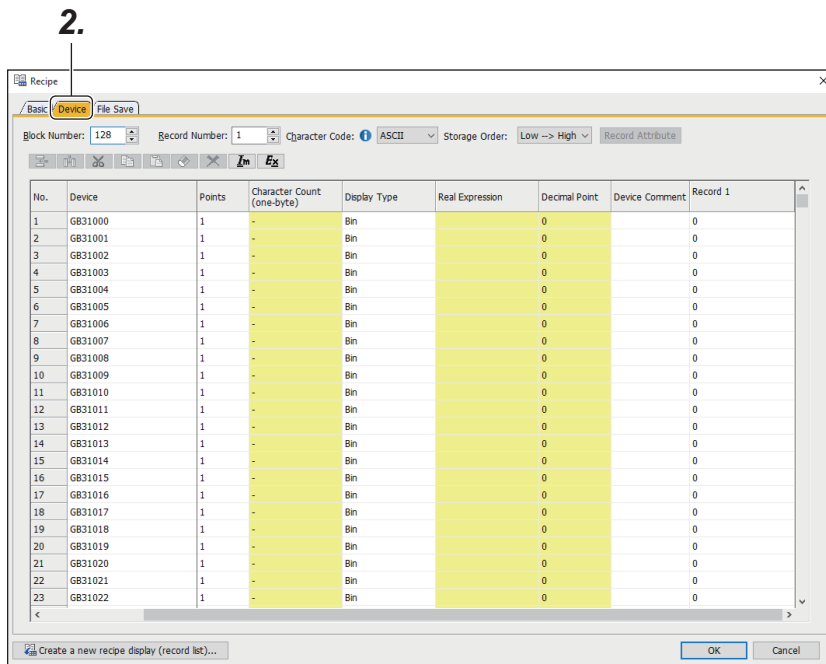 2.
Recipe
Basic Device File Save
Block Number: 128 Record Number: 1 Character Code: ASCII Storage Order: Low --> High Record Attribute
Im Ex
No. Device Points Character Count (one-byte) Display Type Real Expression Decimal Point Device Comment Record 1
1 GB31000 1 - Bin 0 0
2 GB31001 1 - Bin 0 0
3 GB31002 1 - Bin 0 0
4 GB31003 1 - Bin 0 0
5 GB31004 1 - Bin 0 0
6 GB31005 1 - Bin 0 0
7 GB31006 1 - Bin 0 0
8 GB31007 1 - Bin 0 0
9 GB31008 1 - Bin 0 0
10 GB31009 1 - Bin 0 0
11 GB31010 1 - Bin 0 0
12 GB31011 1 - Bin 0 0
13 GB31012 1 - Bin 0 0
14 GB31013 1 - Bin 0 0
15 GB31014 1 - Bin 0 0
16 GB31015 1 - Bin 0 0
17 GB31016 1 - Bin 0 0
18 GB31017 1 - Bin 0 0
19 GB31018 1 - Bin 0 0
20 GB31019 1 - Bin 0 0
21 GB31020 1 - Bin 0 0
22 GB31021 1 - Bin 0 0
23 GB31022 1 - Bin 0 0
Create a new recipe display (record list)... OK Cancel